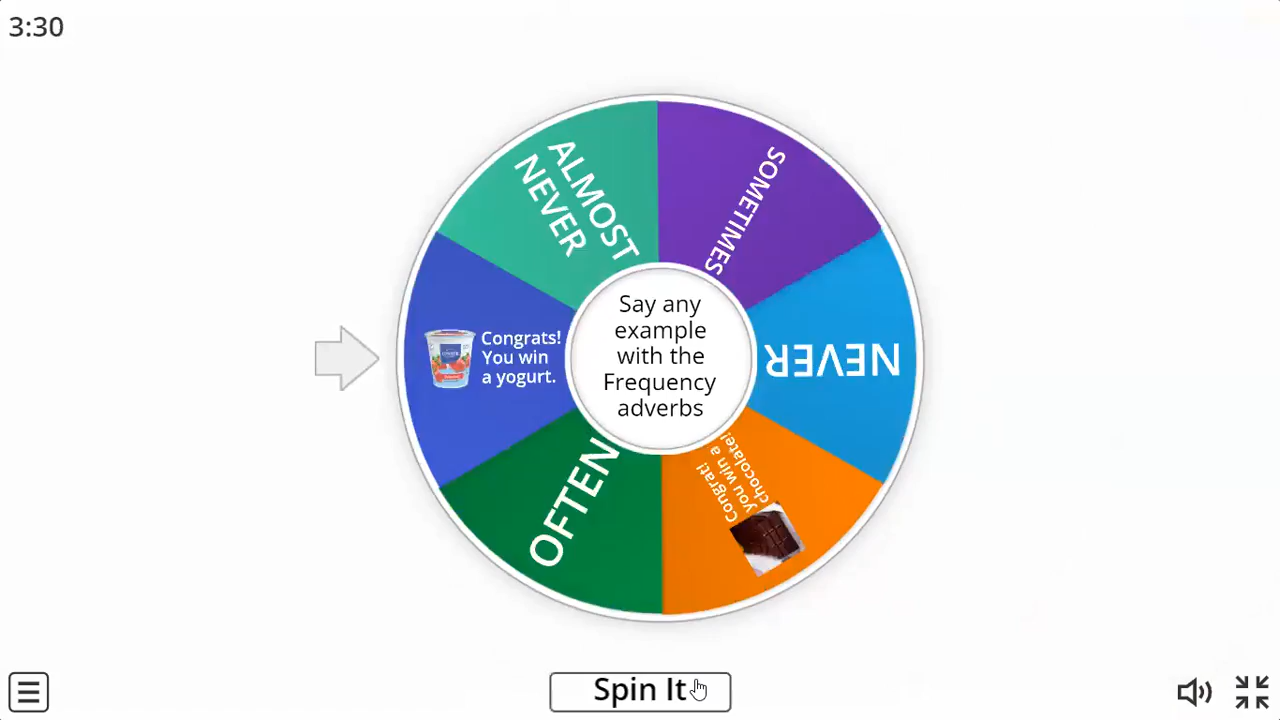 3:30
ALMOST
NEVER
SOMETIMES
Congrats!
You win
a yogurt.
Say any
example
with the
Frequency
adverbs
NEVER
OFTEN
Congrat!
you win a
chocolate!
Spin It